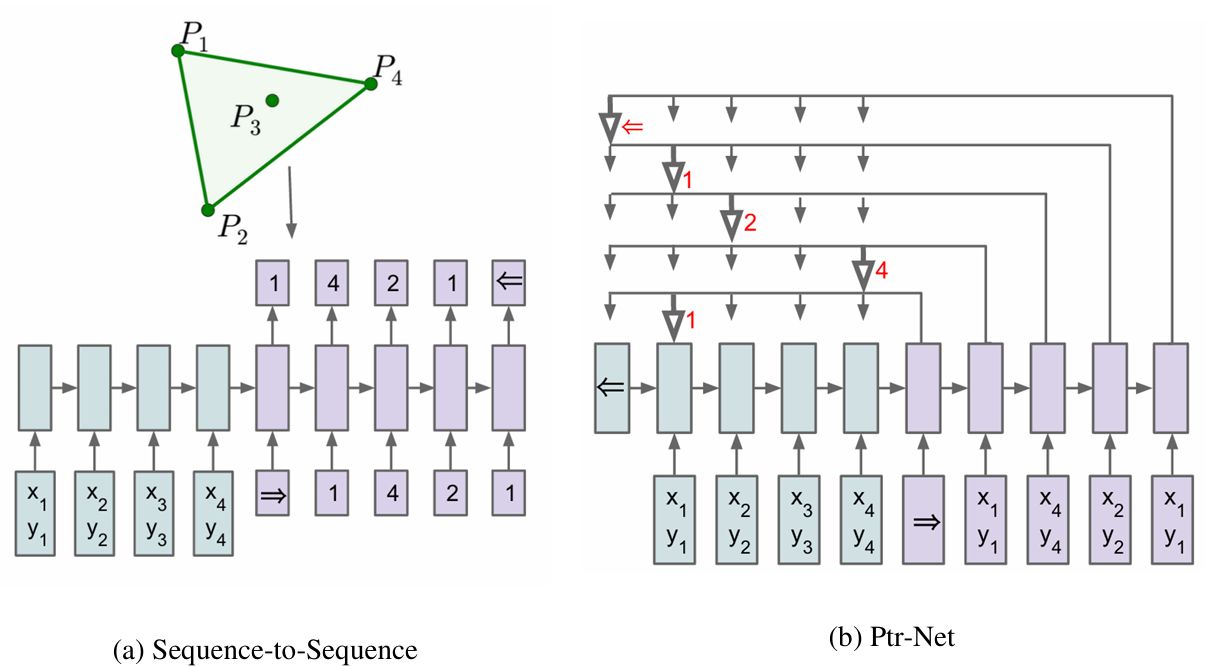 P₁
P₄
P₃
P₂
1 4 2 1 ⇐
x₁ x₂ x₃ x₄
y₁ y₂ y₃ y₄
⇒ 1 4 2 1
(a) Sequence-to-Sequence
⇐
1
2
4
1
⇐
x₁ x₂ x₃ x₄ ⇒ x₁ x₄ x₂ x₁
y₁ y₂ y₃ y₄ y₁ y₄ y₂ y₁
(b) Ptr-Net